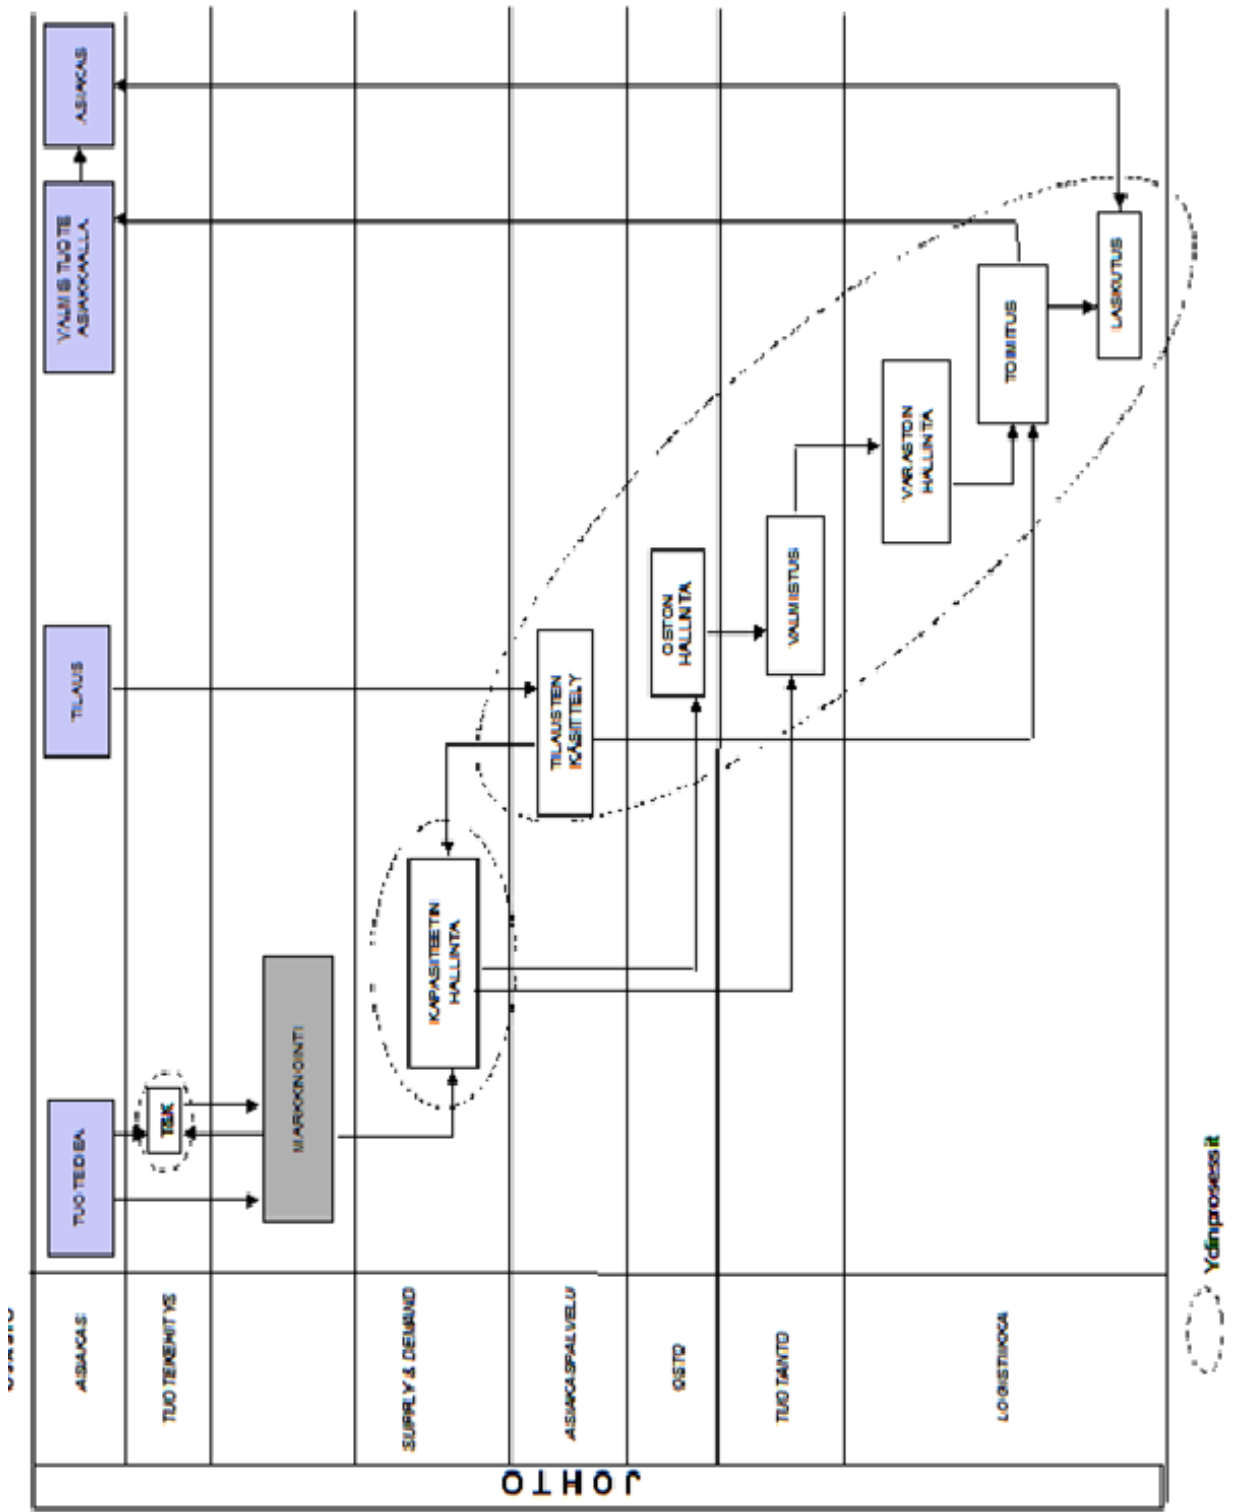 ASIAKAS
TUOTEKEHITYS
SUPPLY & DEMAND
ASIAKASPALVELU
OSTO
TUOTANTO
LOGISTIIKKA
JOHTO
TUOTEIDEA
TILAUS
VALMIS TUOTE
ASIAKKAALLA
ASIAKAS
T&K
MARKKINOINTI
KAPASITEETIN
HALLINTA
TILAUSTEN
KÄSITTELY
OSTON
HALLINTA
VALMISTUS
VARASTON
HALLINTA
TOIMITUS
LASKUTUS
Ydinprosessit